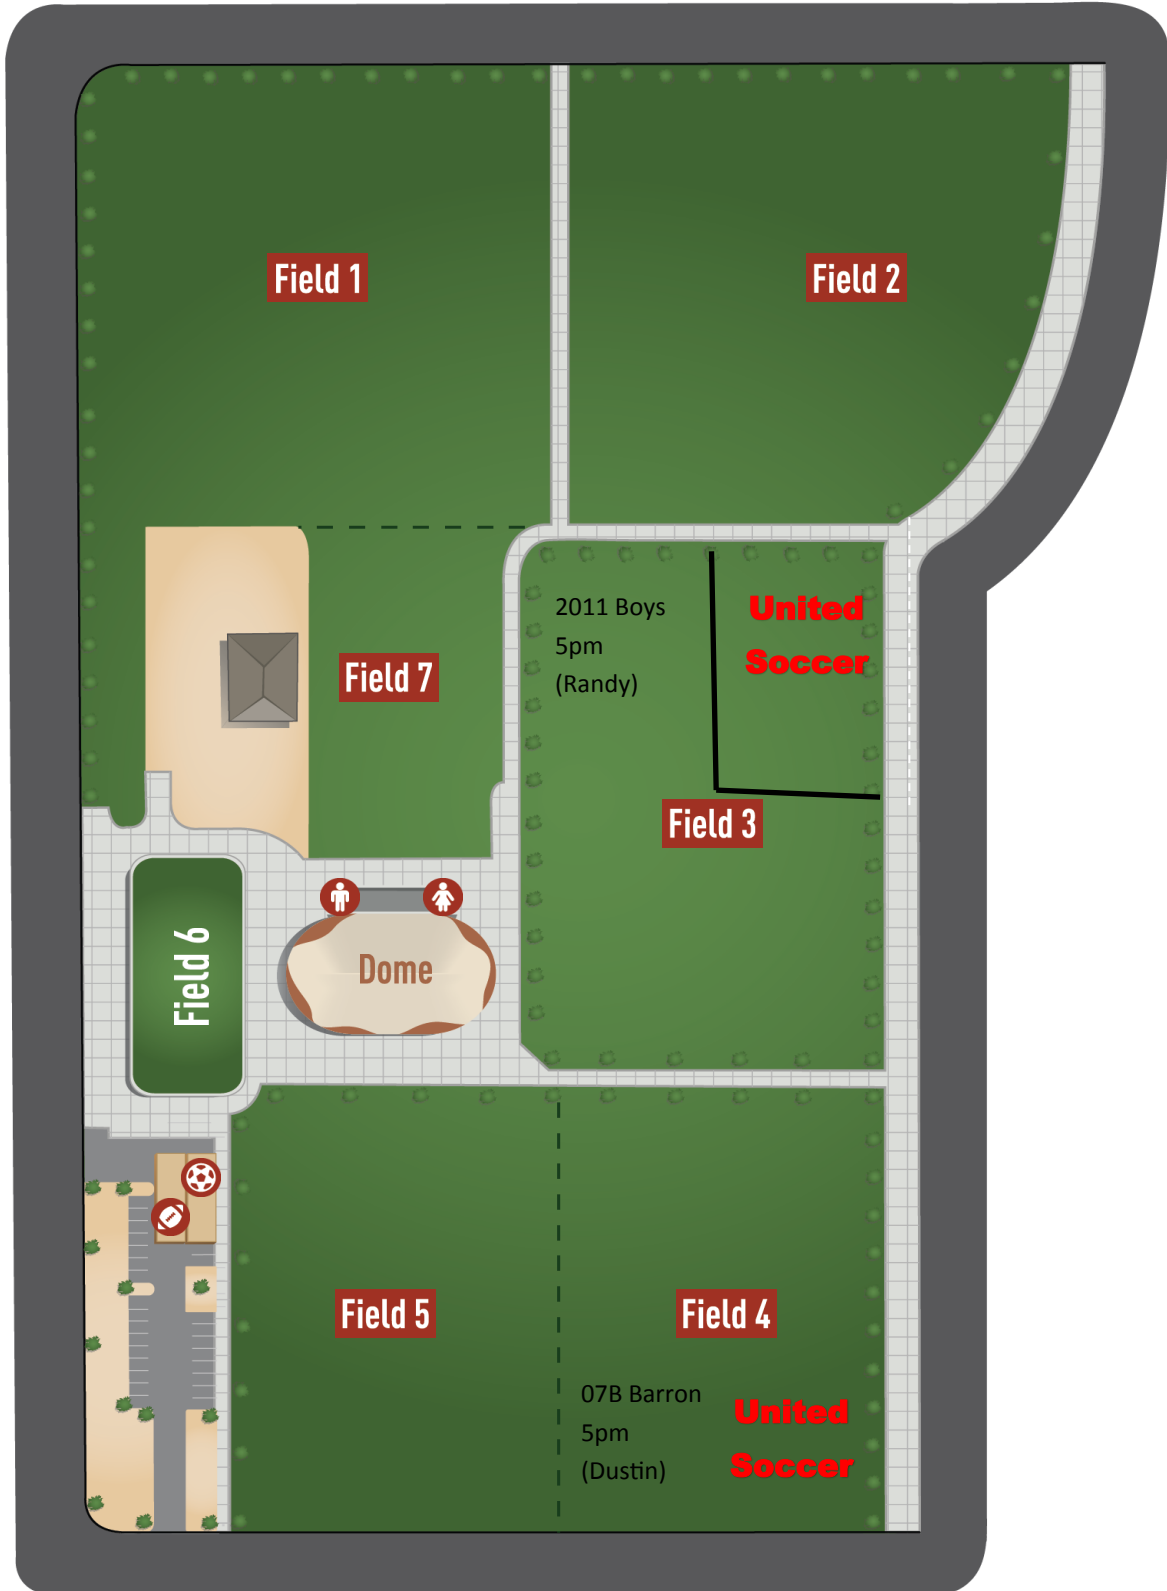 Field 1
Field 2
2011 Boys
5pm
(Randy)
United
Soccer
Field 7
Field 3
Field 6
Dome
Field 5
Field 4
07B Barron
5pm
(Dustin)
United
Soccer